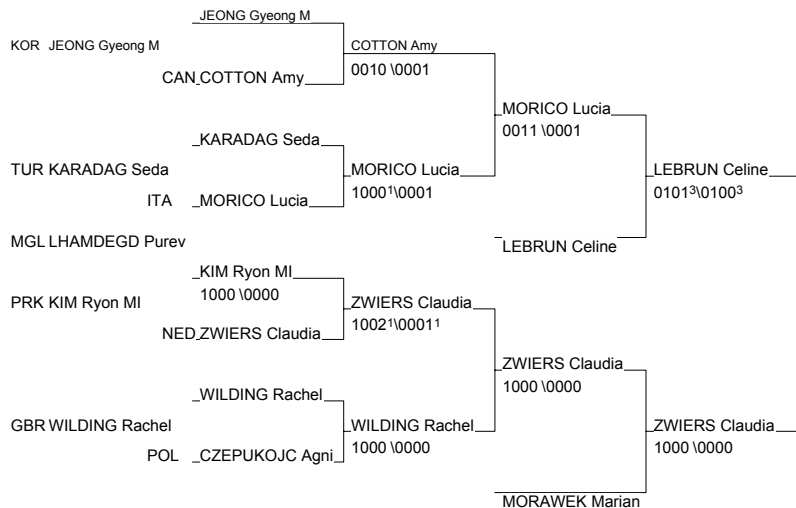 JEONG Gyeong M
KOR JEONG Gyeong M
COTTON Amy
0010 \0001
CAN COTTON Amy
MORICO Lucia
0011 \0001
KARADAG Seda
TUR KARADAG Seda
MORICO Lucia
1000¹\0001
LEBRUN Celine
0101³\0100³
ITA MORICO Lucia
MGL LHAMDEGD Purev
LEBRUN Celine
KIM Ryon MI
1000 \0000
PRK KIM Ryon MI
ZWIERS Claudia
1002¹\0001¹
NED ZWIERS Claudia
ZWIERS Claudia
1000 \0000
WILDING Rachel
GBR WILDING Rachel
WILDING Rachel
1000 \0000
ZWIERS Claudia
1000 \0000
POL CZEPUKOJC Agni
MORAWEK Marian